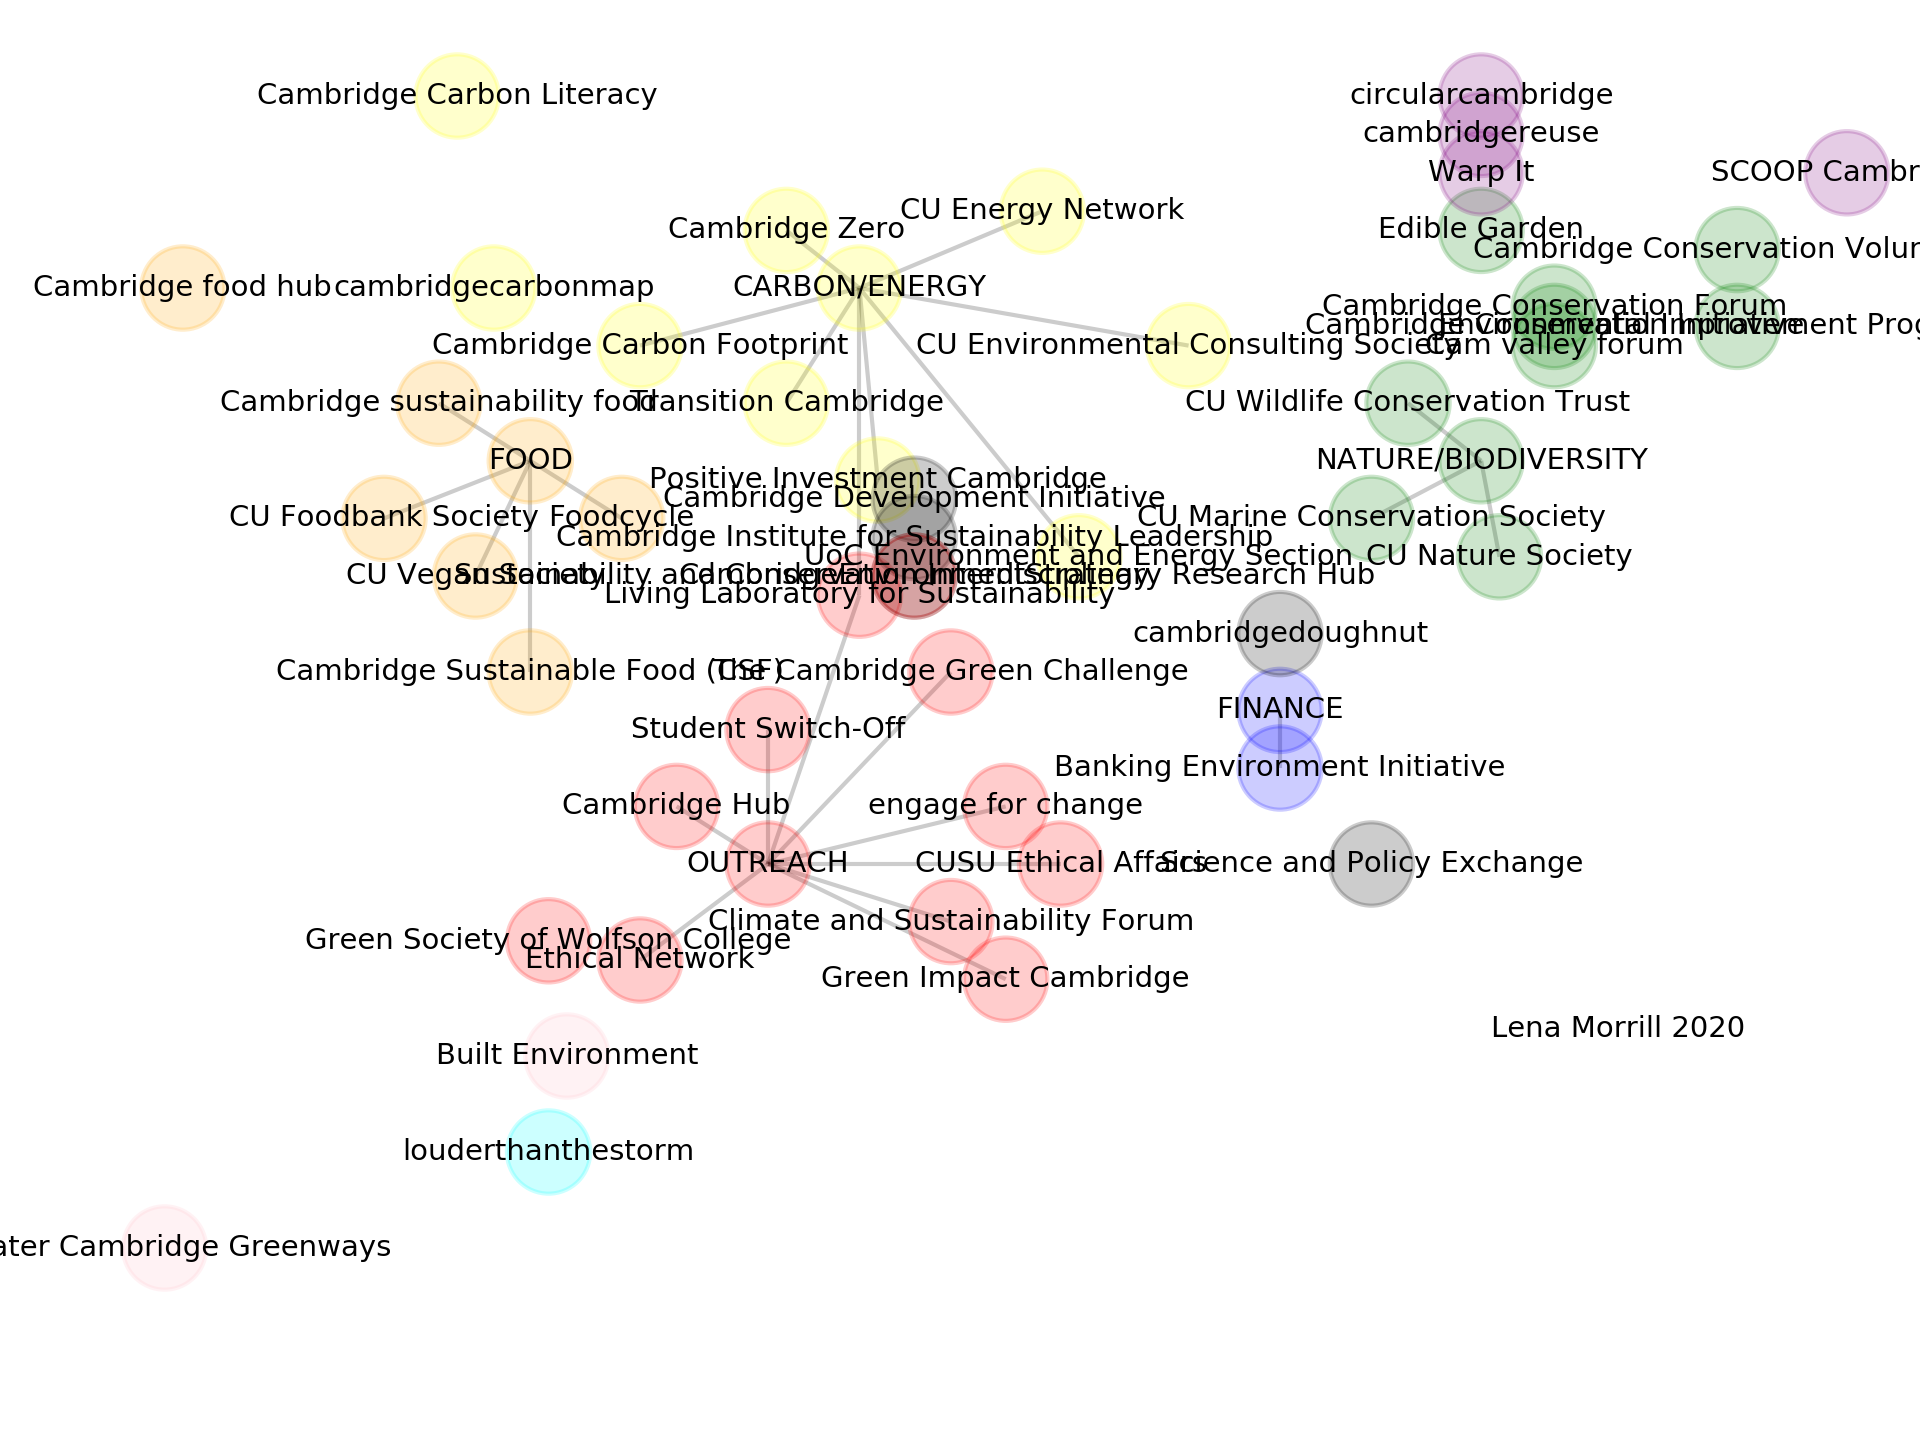 Cambridge Carbon Literacy
circularcambridge
cambridgereuse
Warp It
SCOOP Cambr
CU Energy Network
Cambridge Zero
Edible Garden
Cambridge Conservation Volur
Cambridge food hub
cambridgecarbonmap
CARBON/ENERGY
Cambridge Conservation Forum
Cambridge Conservation Initiative
Environmental Improvement Prog
Cambridge Carbon Footprint
CU Environmental Consulting Society
Cam valley forum
Cambridge sustainability food
Transition Cambridge
CU Wildlife Conservation Trust
FOOD
NATURE/BIODIVERSITY
Positive Investment Cambridge
Cambridge Development Initiative
CU Foodbank Society
Foodcycle
CU Marine Conservation Society
Cambridge Institute for Sustainability Leadership
UoC Environment and Energy Section
CU Nature Society
CU Vegan Society
Sustainability and Conservation
Interdisciplinary Research Hub
Living Laboratory for Sustainability
cambridgedoughnut
Cambridge Sustainable Food (CSF)
The Cambridge Green Challenge
FINANCE
Student Switch-Off
Banking Environment Initiative
Cambridge Hub
engage for change
OUTREACH
CUSU Ethical Affairs
Science and Policy Exchange
Climate and Sustainability Forum
Green Society of Wolfson College
Ethical Network
Green Impact Cambridge
Lena Morrill 2020
Built Environment
louderthanthestorm
ater Cambridge Greenways